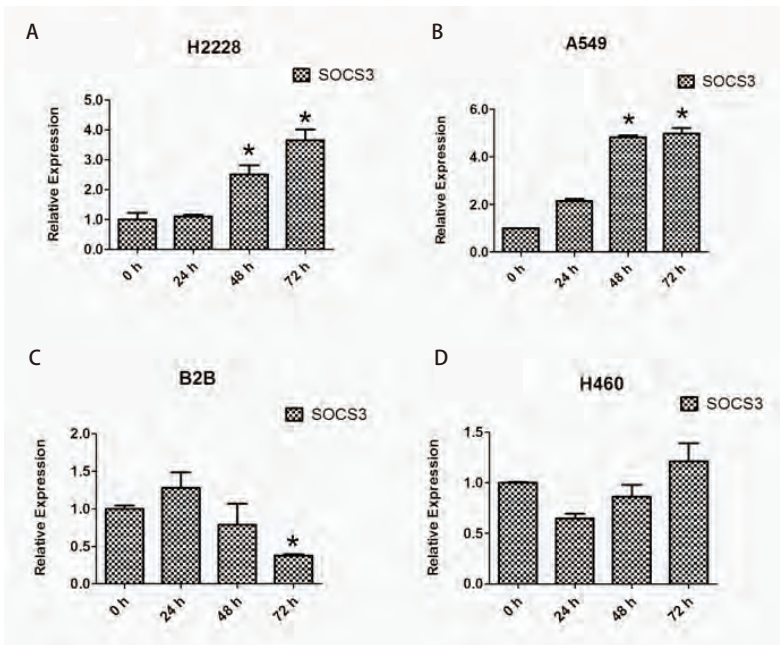 A
H2228
SOCS3
Relative Expression
5.0
4.0
3.0
2.0
1.0
0.0
*
*
0 h
24 h
48 h
72 h
B
A549
SOCS3
Relative Expression
6.0
4.0
2.0
0.0
*
*
0 h
24 h
48 h
72 h
C
B2B
SOCS3
Relative Expression
2.0
1.5
1.0
0.5
0.0
*
0 h
24 h
48 h
72 h
D
H460
SOCS3
Relative Expression
1.5
1.0
0.5
0.0
0 h
24 h
48 h
72 h